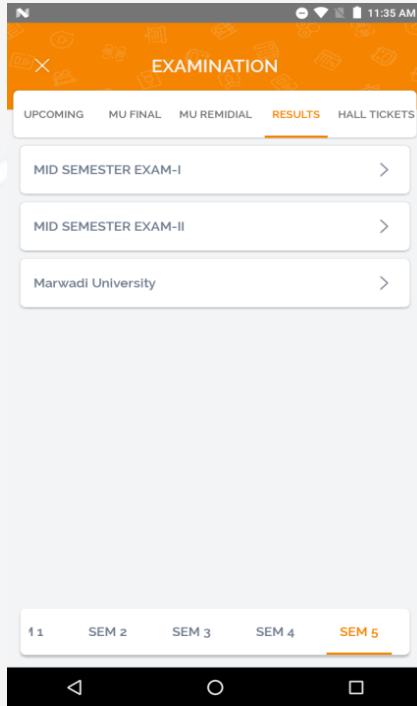 11:35 AM
EXAMINATION
UPCOMING MU FINAL MU REMIDIAL RESULTS HALL TICKETS
MID SEMESTER EXAM-I
MID SEMESTER EXAM-II
Marwadi University
1 SEM 2 SEM 3 SEM 4 SEM 5